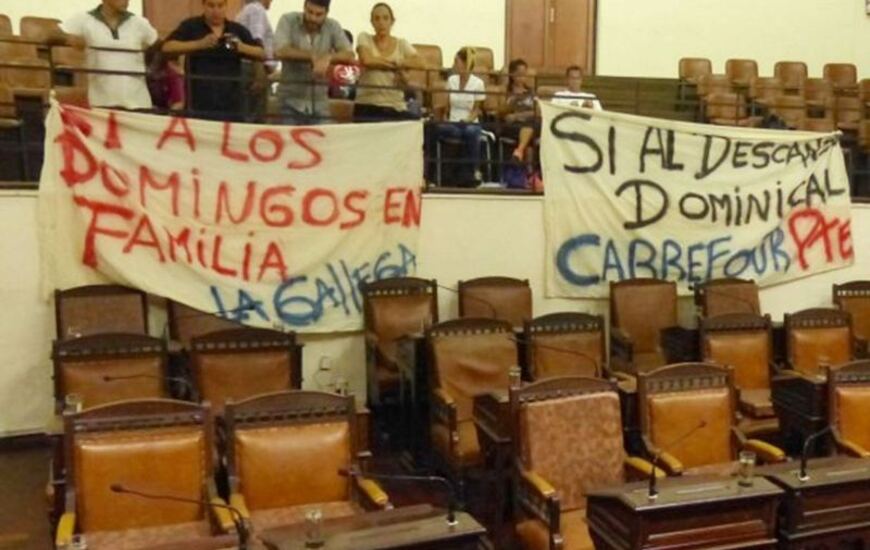 SI A LOS
DOMINGOS EN
FAMILIA
LA GAllEGA
SI AL DESCANSO
DOMINICAL
CARREFOUR PTE